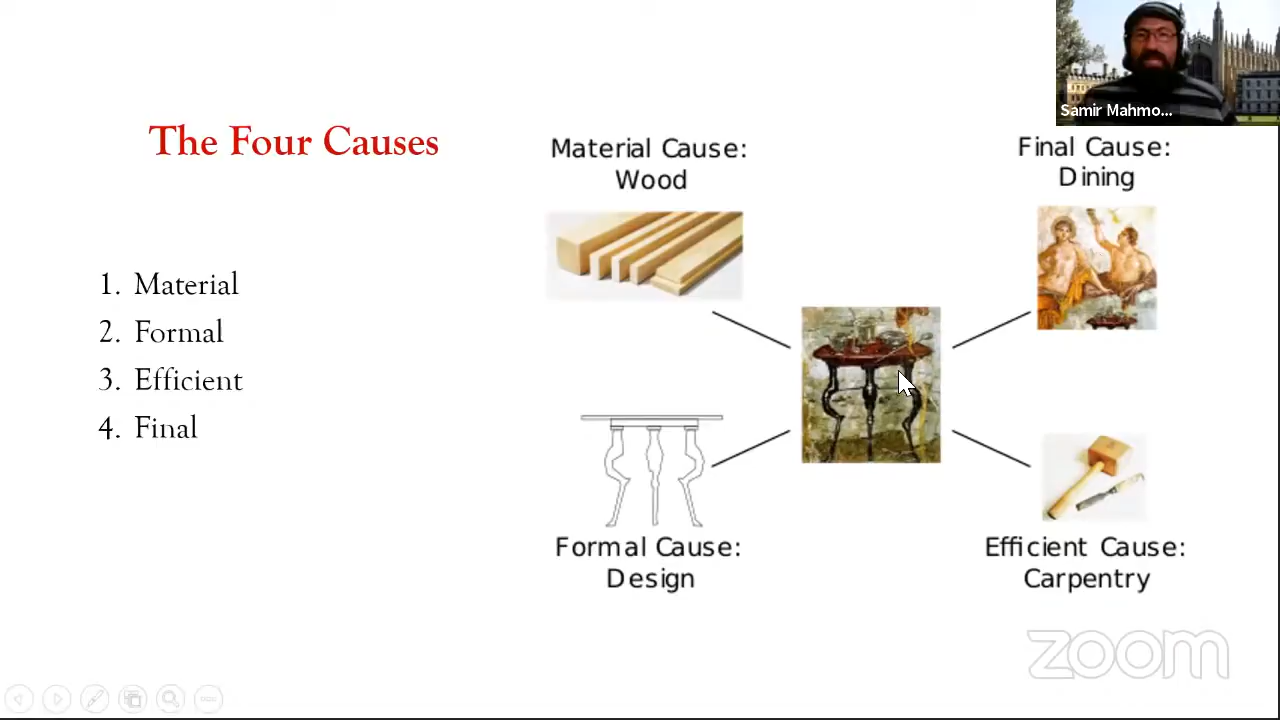 Samir Mahmo...
The Four Causes
1. Material
2. Formal
3. Efficient
4. Final
Material Cause:
Wood
Final Cause:
Dining
Formal Cause:
Design
Efficient Cause:
Carpentry
zoom